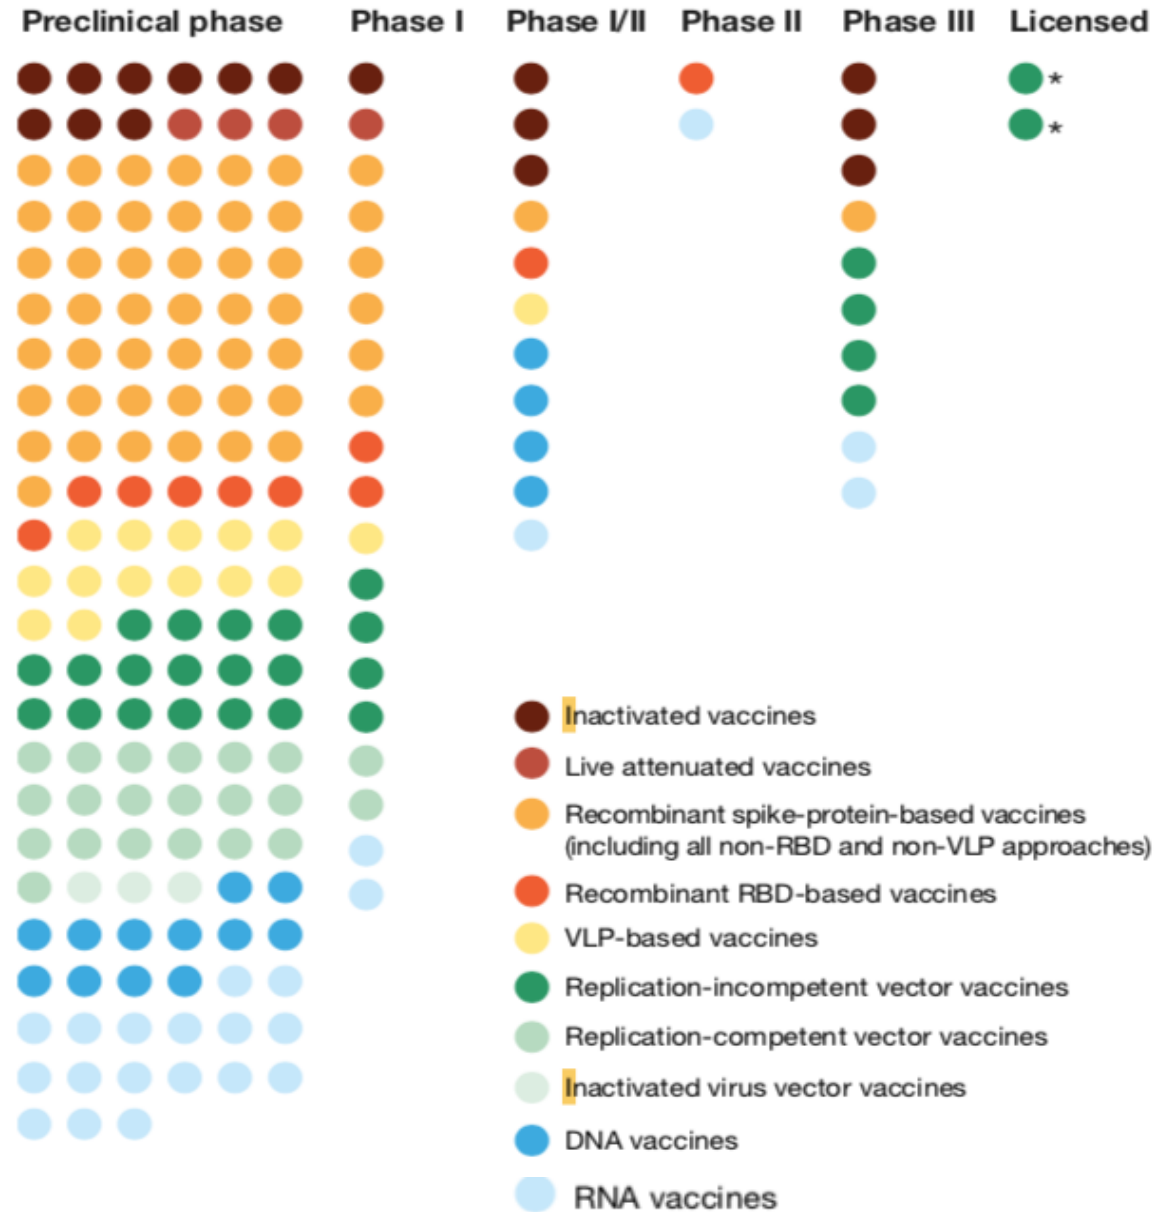 Preclinical phase Phase I Phase I/II Phase II Phase III Licensed
*
*
Inactivated vaccines
Live attenuated vaccines
Recombinant spike-protein-based vaccines
(including all non-RBD and non-VLP approaches)
Recombinant RBD-based vaccines
VLP-based vaccines
Replication-incompetent vector vaccines
Replication-competent vector vaccines
Inactivated virus vector vaccines
DNA vaccines
RNA vaccines